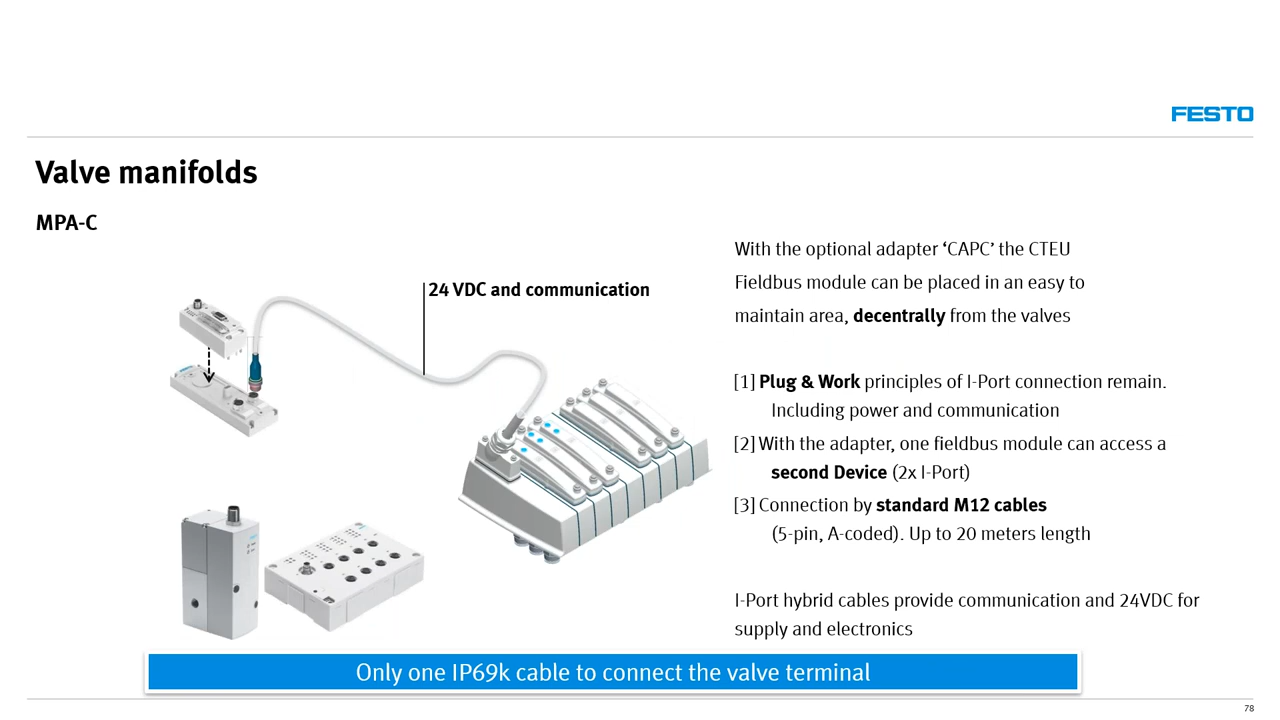 FESTO
Valve manifolds
MPA-C
24 VDC and communication
With the optional adapter ‘CAPC’ the CTEU
Fieldbus module can be placed in an easy to
maintain area, decentrally from the valves
[1] Plug & Work principles of I-Port connection remain.
Including power and communication
[2] With the adapter, one fieldbus module can access a
second Device (2x I-Port)
[3] Connection by standard M12 cables
(5-pin, A-coded). Up to 20 meters length
I-Port hybrid cables provide communication and 24VDC for
supply and electronics
Only one IP69k cable to connect the valve terminal
78